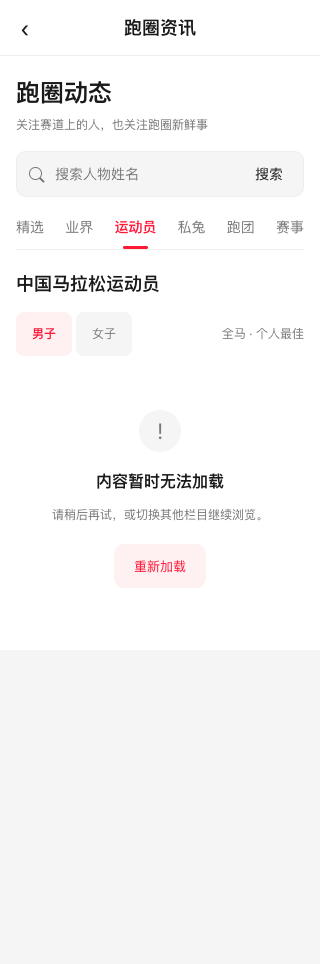 跑圈资讯
跑圈动态
关注赛道上的人，也关注跑圈新鲜事
搜索人物姓名 搜索
精选 业界 运动员 私兔 跑团 赛事
中国马拉松运动员
男子 女子 全马 · 个人最佳
!
内容暂时无法加载
请稍后再试，或切换其他栏目继续浏览。
重新加载